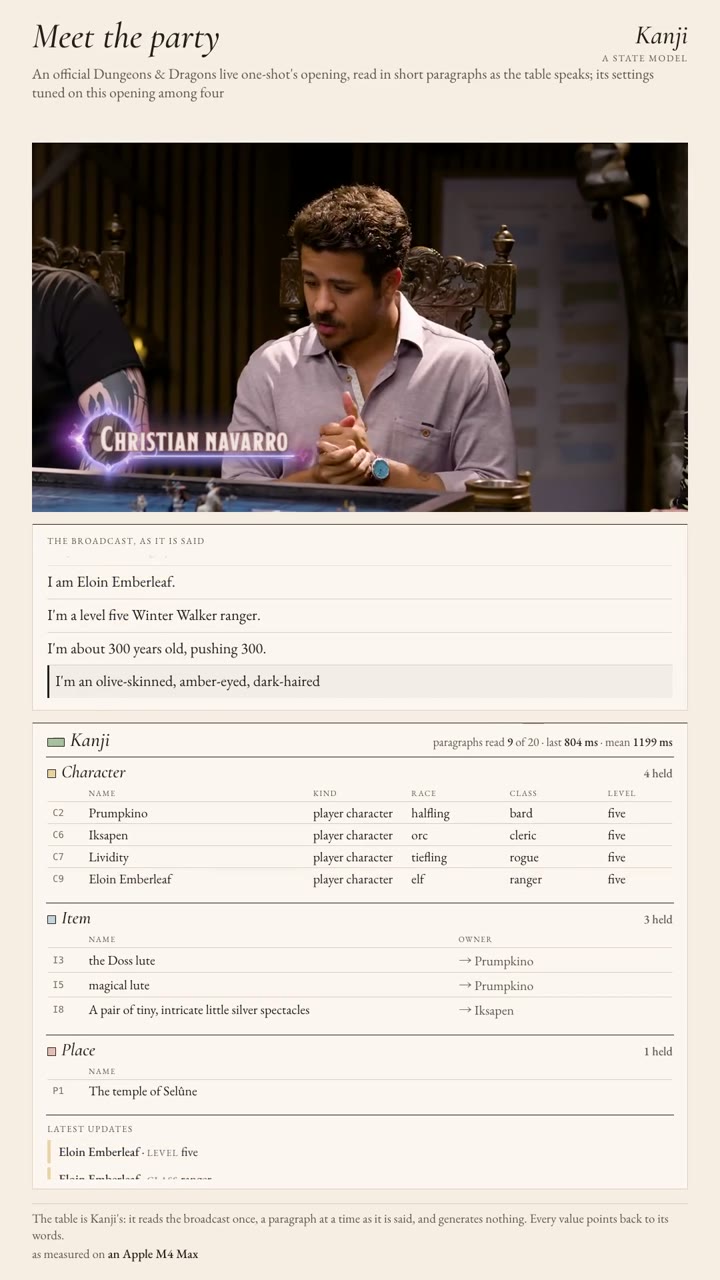 Meet the party
Kanji
A STATE MODEL
An official Dungeons & Dragons live one-shot's opening, read in short paragraphs as the table speaks; its settings
tuned on this opening among four
CHRISTIAN NAVARRO
THE BROADCAST, AS IT IS SAID
I am Eloin Emberleaf.
I'm a level five Winter Walker ranger.
I'm about 300 years old, pushing 300.
I'm an olive-skinned, amber-eyed, dark-haired
Kanji
paragraphs read 9 of 20 · last 804 ms · mean 1199 ms
Character
4 held
NAME KIND RACE CLASS LEVEL
C2 Prumpkino player character halfling bard five
C6 Iksapen player character orc cleric five
C7 Lividity player character tiefling rogue five
C9 Eloin Emberleaf player character elf ranger five
Item
3 held
NAME OWNER
I3 the Doss lute → Prumpkino
I5 magical lute → Prumpkino
I8 A pair of tiny, intricate little silver spectacles → Iksapen
Place
1 held
NAME
P1 The temple of Selûne
LATEST UPDATES
Eloin Emberleaf · LEVEL five
Eloin Emberleaf · CLASS ranger
The table is Kanji's: it reads the broadcast once, a paragraph at a time as it is said, and generates nothing. Every value points back to its
words.
as measured on an Apple M4 Max